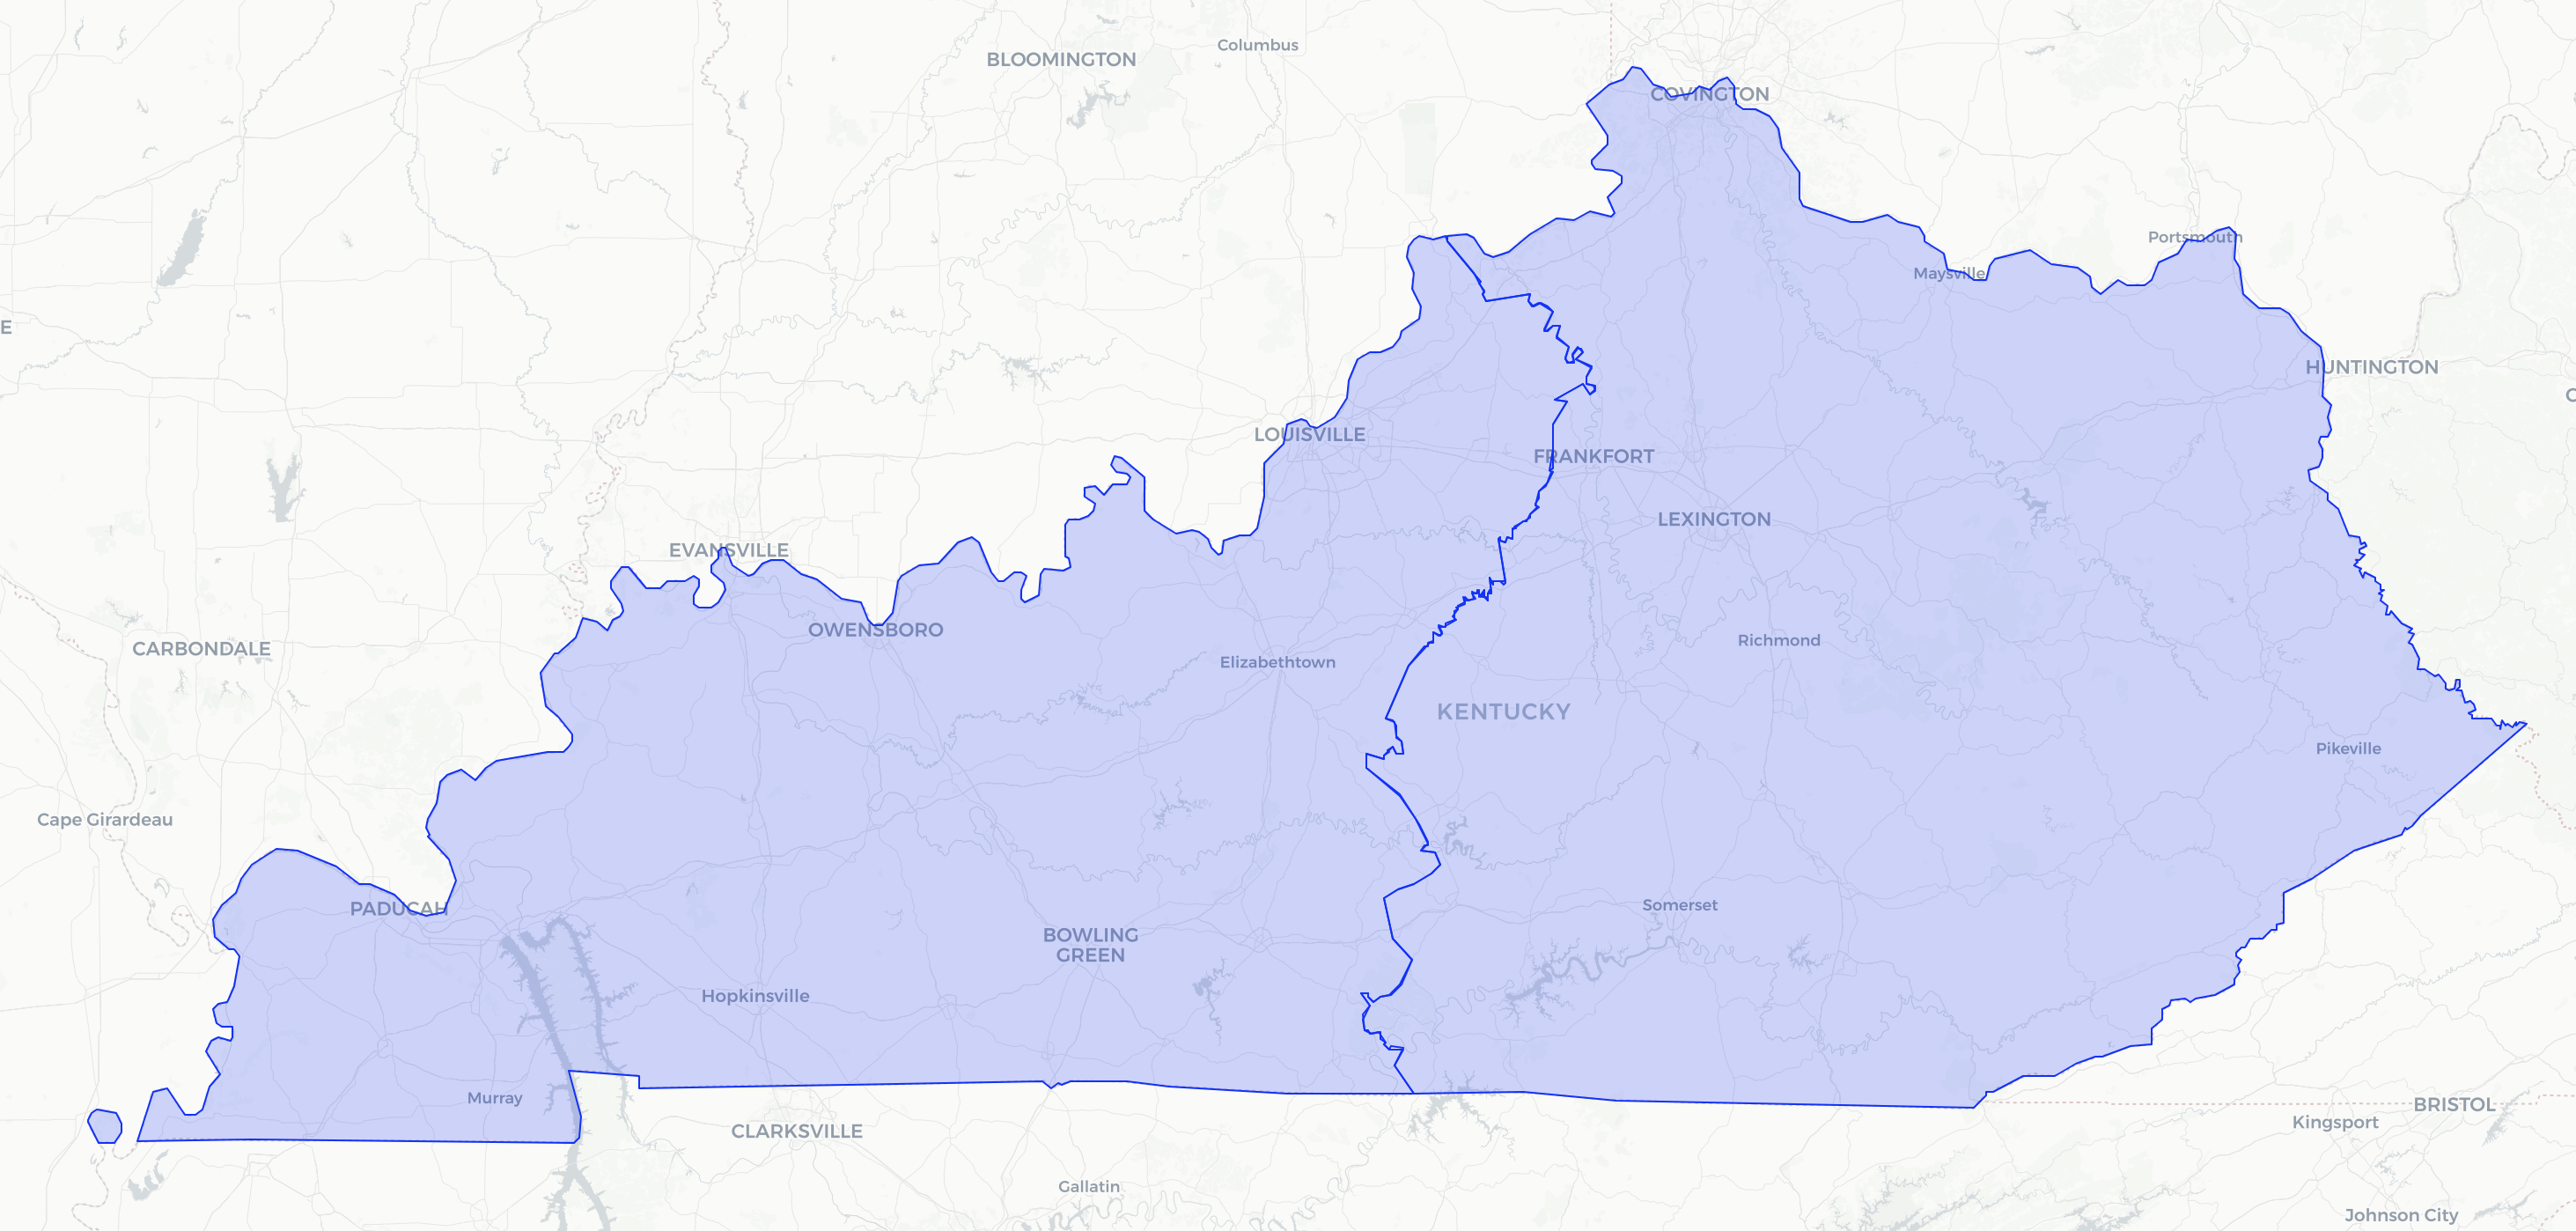 Columbus
BLOOMINGTON
COVINGTON
Portsmouth
Maysville
E
HUNTINGTON
C
LOUISVILLE
FRANKFORT
LEXINGTON
EVANSVILLE
OWENSBORO
Richmond
CARBONDALE
Elizabethtown
KENTUCKY
Pikeville
Cape Girardeau
PADUCAH
Somerset
BOWLING
GREEN
Hopkinsville
Murray
BRISTOL
Kingsport
CLARKSVILLE
Gallatin
Johnson City